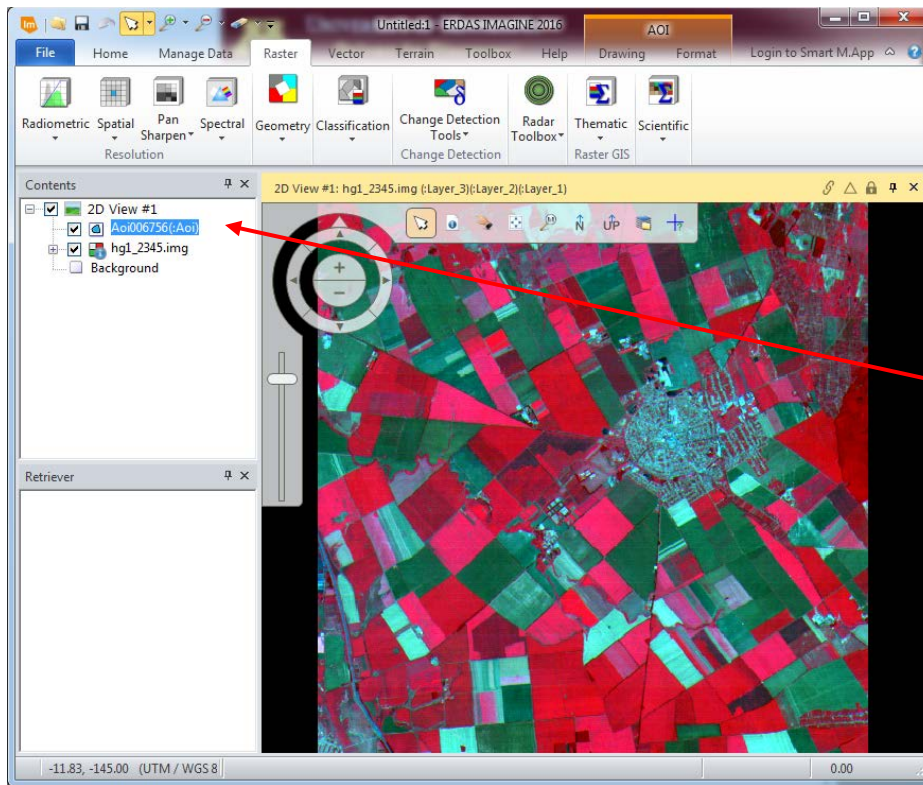 Untitled:1 - ERDAS IMAGINE 2016
AOI
File Home Manage Data Raster Vector Terrain Toolbox Help Drawing Format Login to Smart M.App
Radiometric Spatial Pan Sharpen Spectral Geometry Classification Change Detection Tools Radar Toolbox Thematic Scientific
Resolution Change Detection Raster GIS
Contents
2D View #1: hg1_2345.img (:Layer_3)(:Layer_2)(:Layer_1)
2D View #1
Aoi006756(:Aoi)
hg1_2345.img
Background
N UP
Retriever
-11.83, -145.00 (UTM / WGS 8
0.00